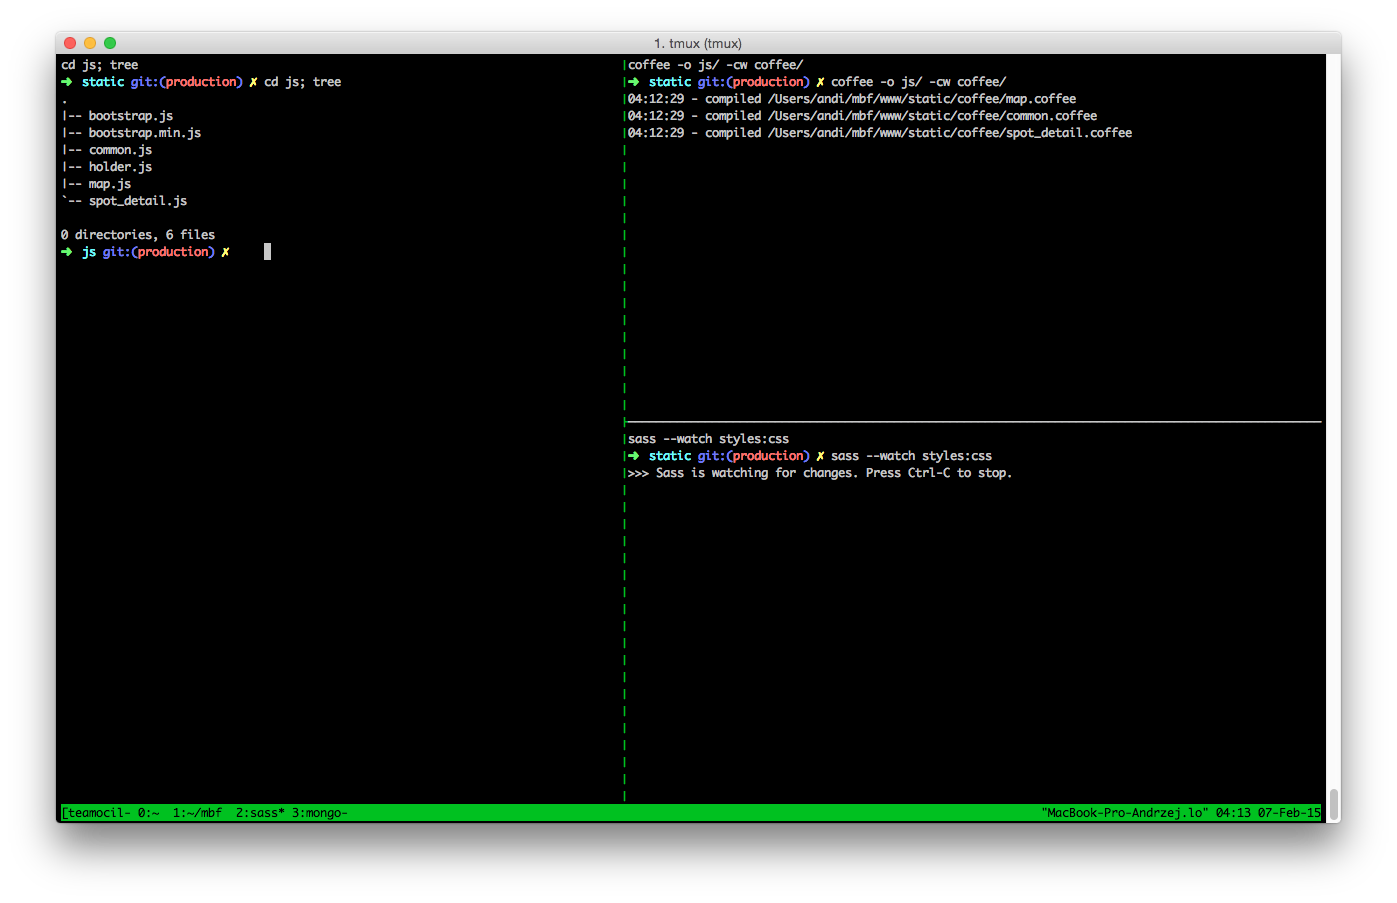 1. tmux (tmux)
cd js; tree
➜ static git:(production) ✗ cd js; tree
.
|-- bootstrap.js
|-- bootstrap.min.js
|-- common.js
|-- holder.js
|-- map.js
`-- spot_detail.js
0 directories, 6 files
➜ js git:(production) ✗
coffee -o js/ -cw coffee/
➜ static git:(production) ✗ coffee -o js/ -cw coffee/
04:12:29 - compiled /Users/andi/mbf/www/static/coffee/map.coffee
04:12:29 - compiled /Users/andi/mbf/www/static/coffee/common.coffee
04:12:29 - compiled /Users/andi/mbf/www/static/coffee/spot_detail.coffee
sass --watch styles:css
➜ static git:(production) ✗ sass --watch styles:css
>>> Sass is watching for changes. Press Ctrl-C to stop.
[teamocil- 0:~ 1:~/mbf 2:sass* 3:mongo- "MacBook-Pro-Andrzej.lo" 04:13 07-Feb-15